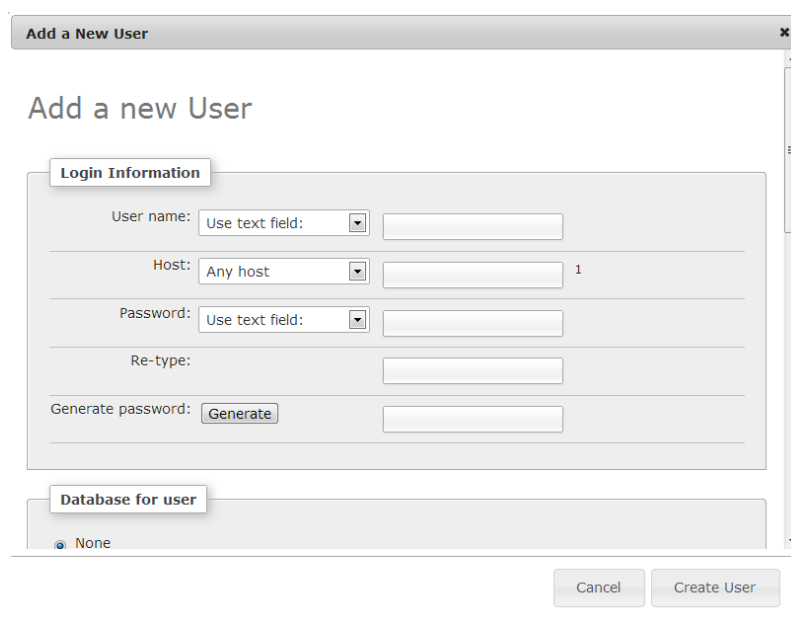 Add a New User
Add a new User
Login Information
User name: Use text field:
Host: Any host 1
Password: Use text field:
Re-type:
Generate password: Generate
Database for user
None
Cancel Create User